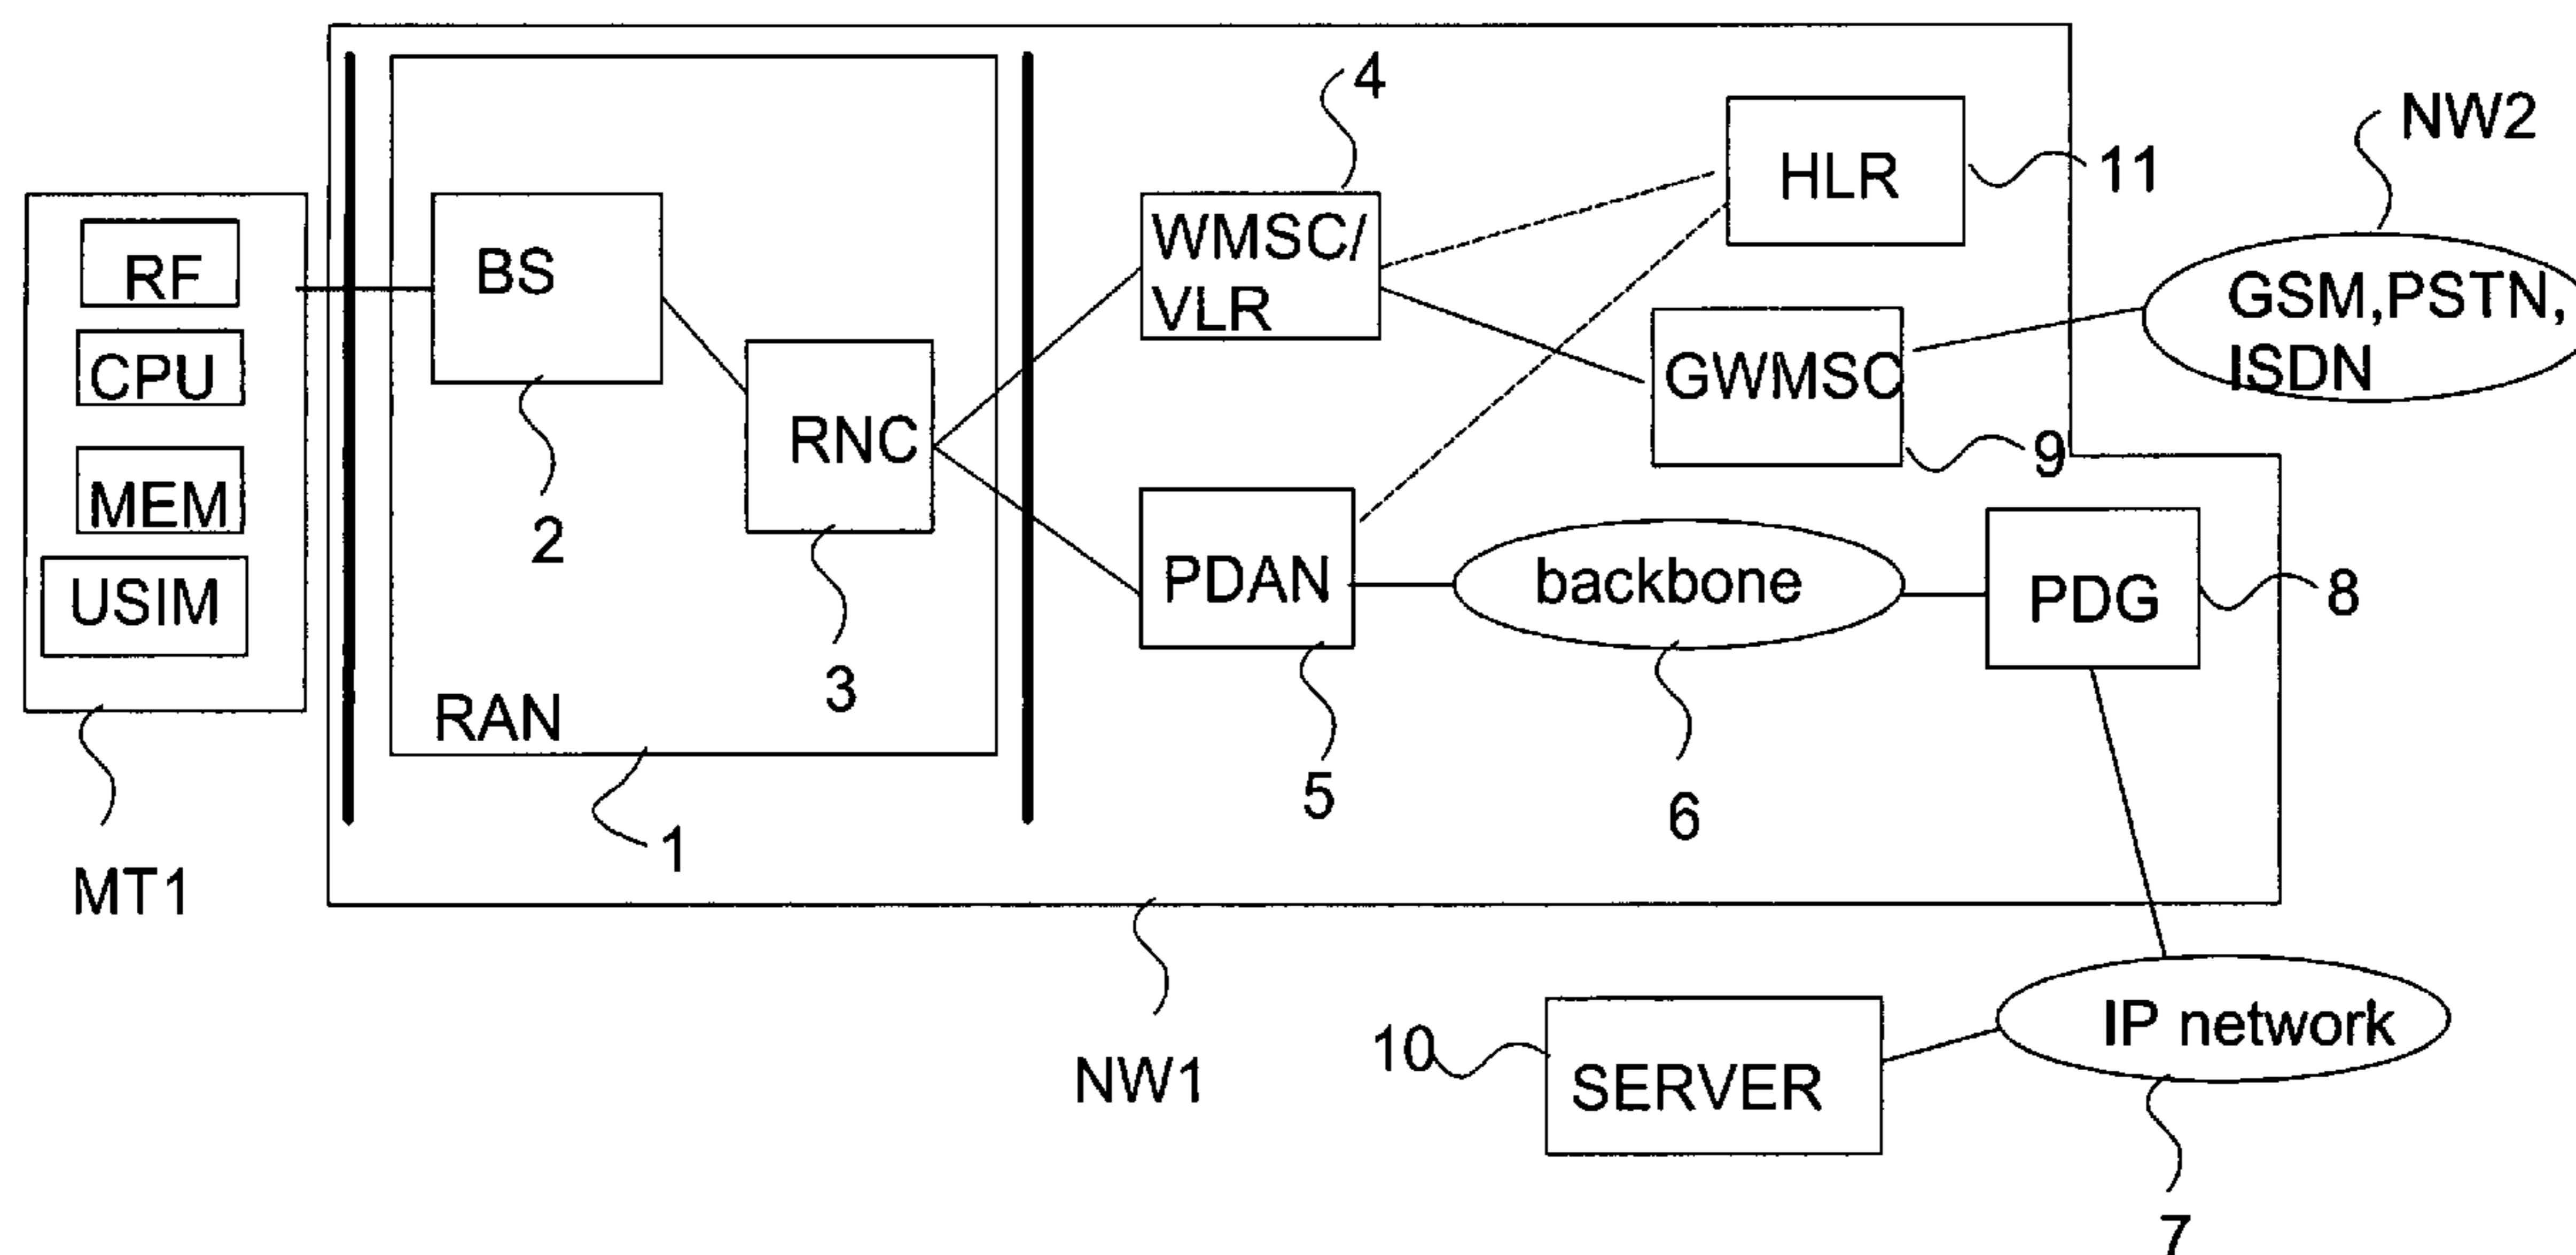 RF
CPU
MEM
USIM
MT1
BS
2
RNC
3
RAN
1
WMSC/
VLR
4
HLR
11
GWMSC
9
NW2
GSM,PSTN,
ISDN
PDAN
5
backbone
6
PDG
8
NW1
10
SERVER
IP network
7